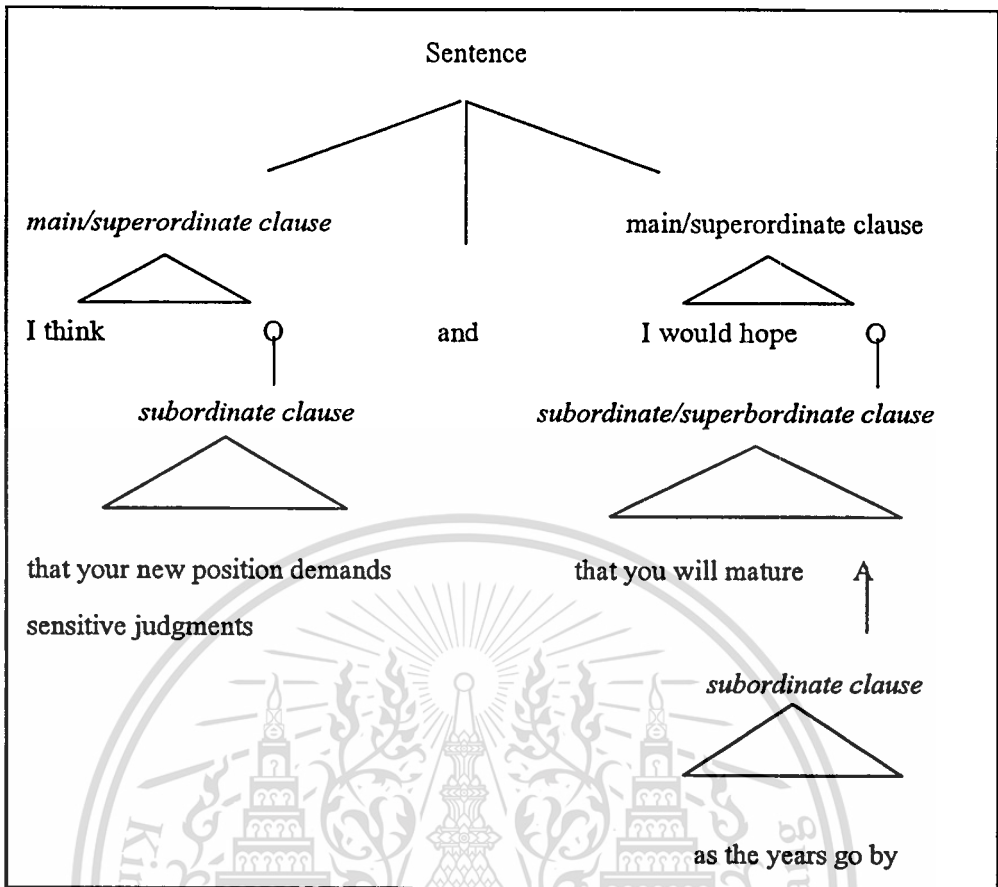 Sentence
main/superordinate clause main/superordinate clause
I think O and I would hope O
subordinate clause subordinate/superbordinate clause
that your new position demands that you will mature A
sensitive judgments
subordinate clause
as the years go by